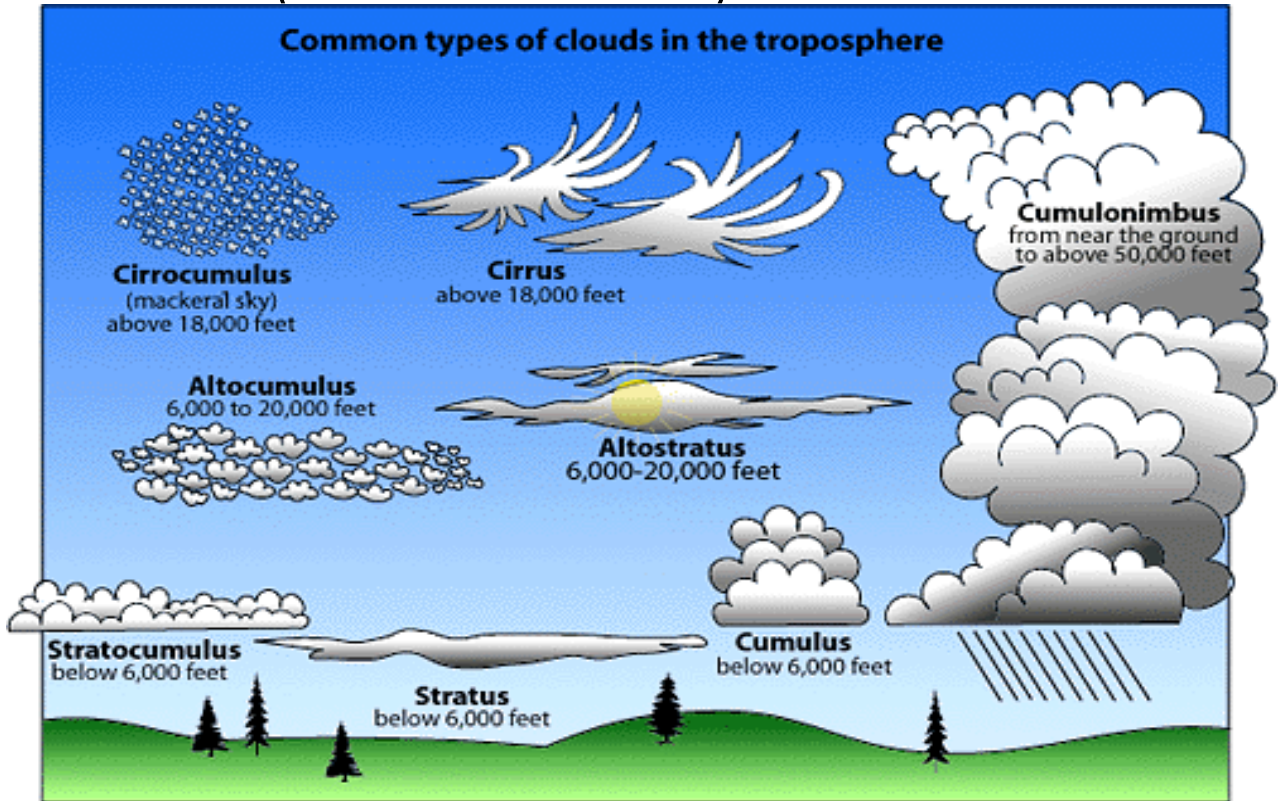 Common types of clouds in the troposphere
Cirrocumulus
(mackeral sky)
above 18,000 feet
Cirrus
above 18,000 feet
Cumulonimbus
from near the ground
to above 50,000 feet
Altocumulus
6,000 to 20,000 feet
Altostratus
6,000-20,000 feet
Stratocumulus
below 6,000 feet
Stratus
below 6,000 feet
Cumulus
below 6,000 feet